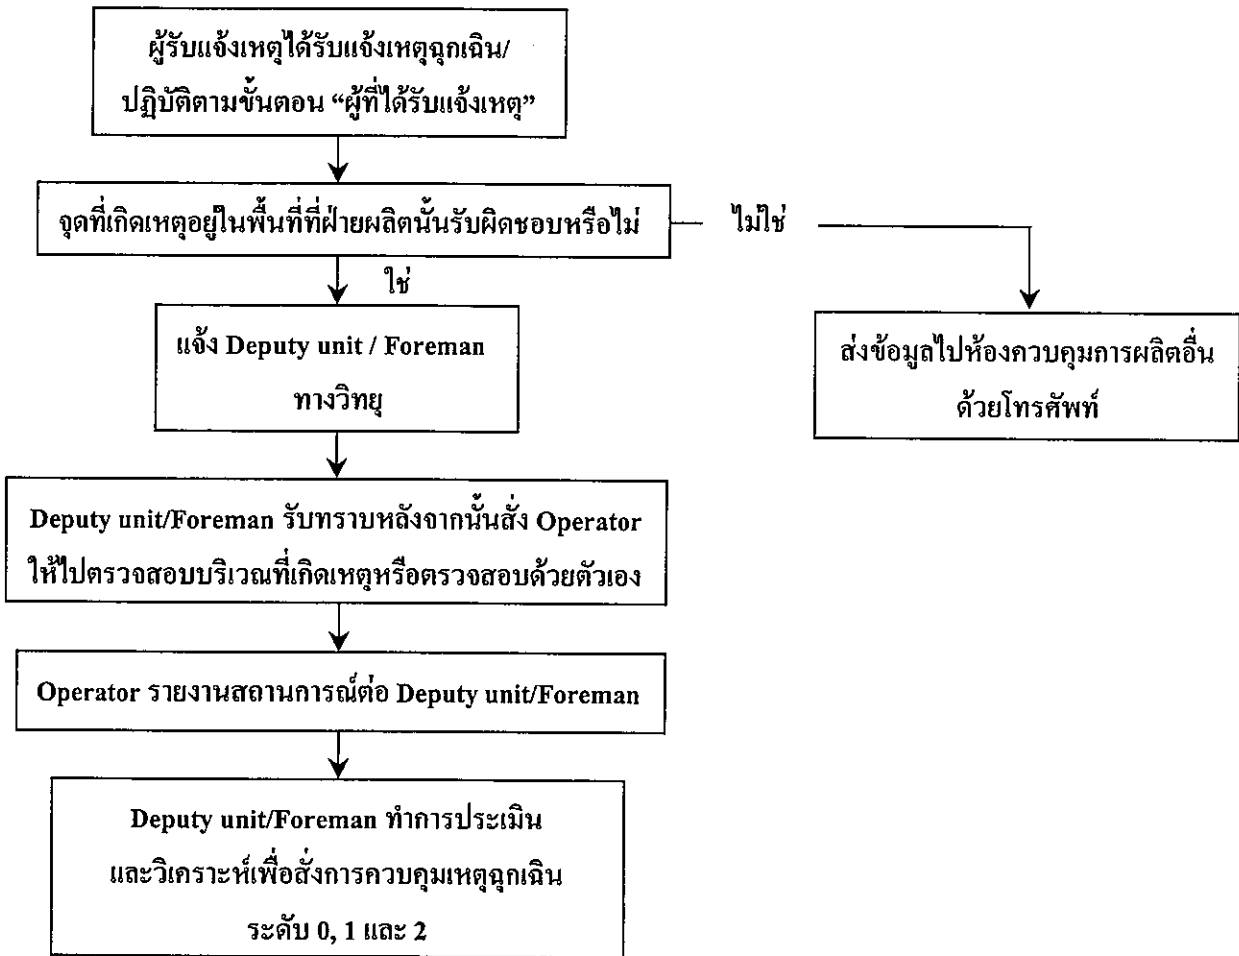 ผู้รับแจ้งเหตุได้รับแจ้งเหตุฉุกเฉิน/
ปฏิบัติตามขั้นตอน “ผู้ที่ได้รับแจ้งเหตุ”
จุดที่เกิดเหตุอยู่ในพื้นที่ที่ฝ่ายผลิตนั้นรับผิดชอบหรือไม่
ไม่ใช่
ใช่
แจ้ง Deputy unit / Foreman
ทางวิทยุ
ส่งข้อมูลไปห้องควบคุมการผลิตอื่น
ด้วยโทรศัพท์
Deputy unit/Foreman รับทราบหลังจากนั้นสั่ง Operator
ให้ไปตรวจสอบบริเวณที่เกิดเหตุหรือตรวจสอบด้วยตัวเอง
Operator รายงานสถานการณ์ต่อ Deputy unit/Foreman
Deputy unit/Foreman ทำการประเมิน
และวิเคราะห์เพื่อสั่งการควบคุมเหตุฉุกเฉิน
ระดับ 0, 1 และ 2